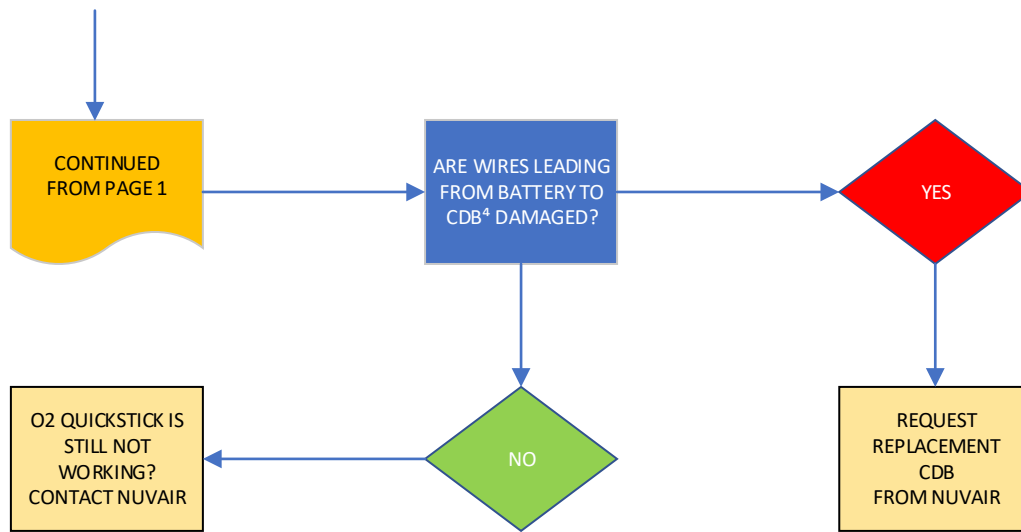 CONTINUED
FROM PAGE 1
ARE WIRES LEADING
FROM BATTERY TO
CDB⁴ DAMAGED?
YES
O2 QUICKSTICK IS
STILL NOT
WORKING?
CONTACT NUVAIR
NO
REQUEST
REPLACEMENT
CDB
FROM NUVAIR